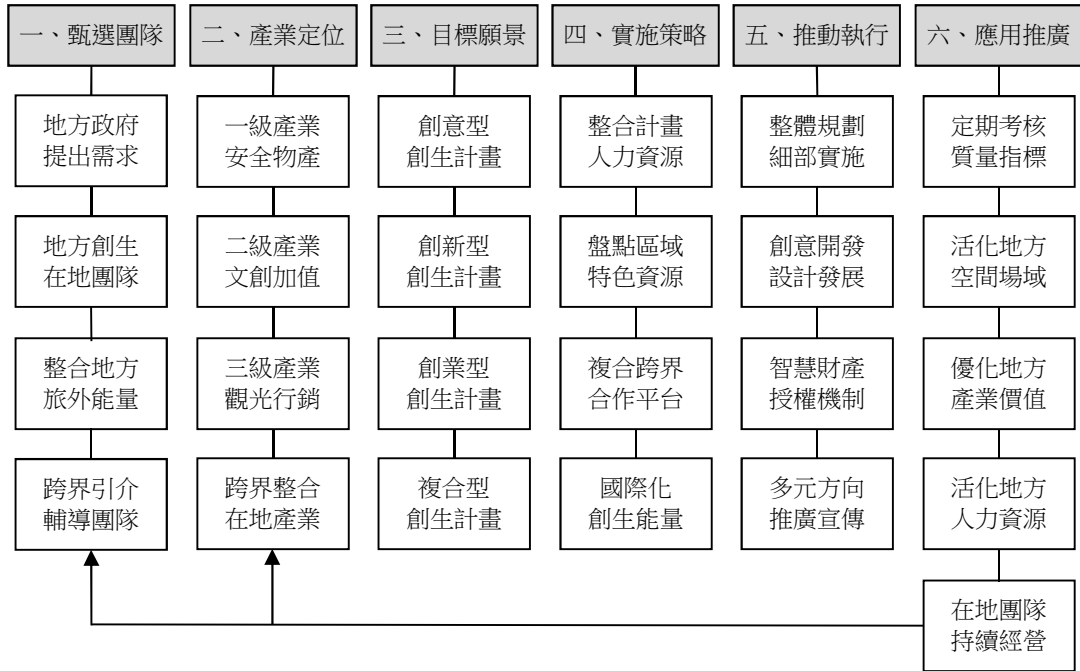 一、甄選團隊
地方政府
提出需求
地方創生
在地團隊
整合地方
旅外能量
跨界引介
輔導團隊
二、產業定位
一級產業
安全物產
二級產業
文創加值
三級產業
觀光行銷
跨界整合
在地產業
三、目標願景
創意型
創生計畫
創新型
創生計畫
創業型
創生計畫
複合型
創生計畫
四、實施策略
整合計畫
人力資源
盤點區域
特色資源
複合跨界
合作平台
國際化
創生能量
五、推動執行
整體規劃
細部實施
創意開發
設計發展
智慧財產
授權機制
多元方向
推廣宣傳
六、應用推廣
定期考核
質量指標
活化地方
空間場域
優化地方
產業價值
活化地方
人力資源
在地團隊
持續經營